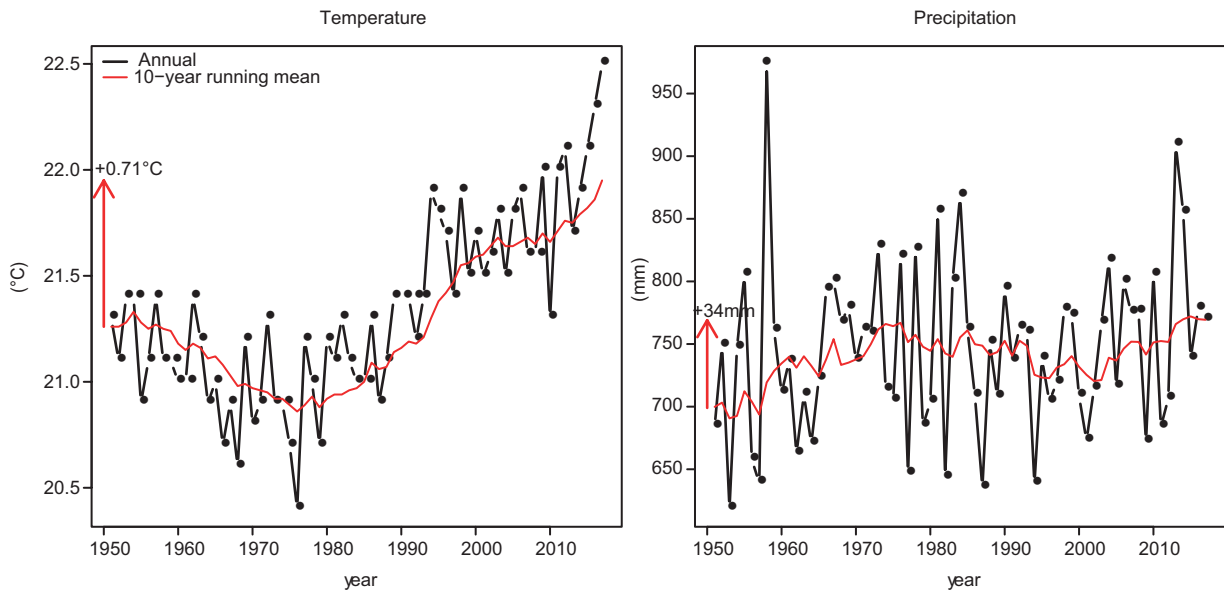 Temperature
Annual
10−year running mean
+0.71°C
(°C)
22.5
22.0
21.5
21.0
20.5
1950 1960 1970 1980 1990 2000 2010
year
Precipitation
+34mm
(mm)
950
900
850
800
750
700
650
1950 1960 1970 1980 1990 2000 2010
year